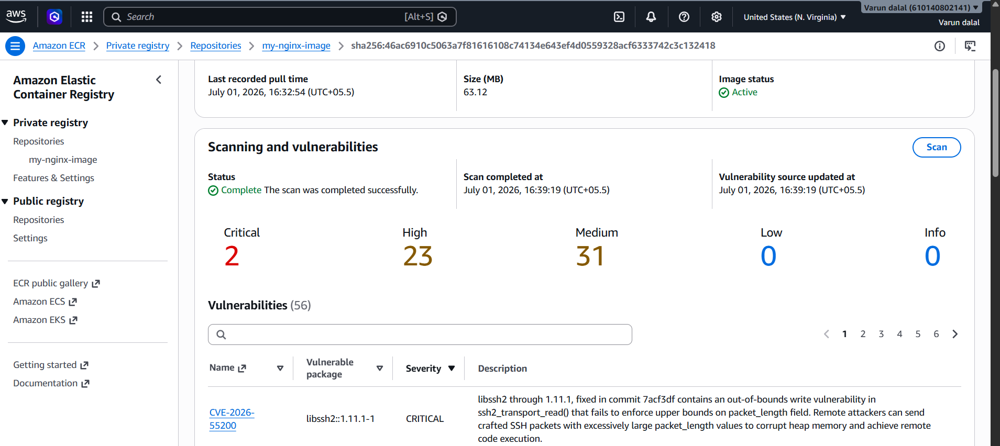 aws
Search
[Alt+S]
United States (N. Virginia)
Varun dalal (610140802141)
Varun dalal
Amazon ECR
Private registry
Repositories
my-nginx-image
sha256:46ac6910c5063a7f81616108c74134e643ef4d0559328acf6333742c3c132418
Amazon Elastic
Container Registry
Private registry
Repositories
my-nginx-image
Features & Settings
Public registry
Repositories
Settings
ECR public gallery
Amazon ECS
Amazon EKS
Getting started
Documentation
Last recorded pull time
July 01, 2026, 16:32:54 (UTC+05.5)
Size (MB)
63.12
Image status
Active
Scanning and vulnerabilities
Scan
Status
Complete The scan was completed successfully.
Scan completed at
July 01, 2026, 16:39:19 (UTC+05.5)
Vulnerability source updated at
July 01, 2026, 16:39:19 (UTC+05.5)
Critical
2
High
23
Medium
31
Low
0
Info
0
Vulnerabilities (56)
1 2 3 4 5 6
Name
Vulnerable
package
Severity
Description
CVE-2026-
55200
libssh2::1.11.1-1
CRITICAL
libssh2 through 1.11.1, fixed in commit 7acf3df contains an out-of-bounds write vulnerability in
ssh2_transport_read() that fails to enforce upper bounds on packet_length field. Remote attackers can send
crafted SSH packets with excessively large packet_length values to corrupt heap memory and achieve remote
code execution.